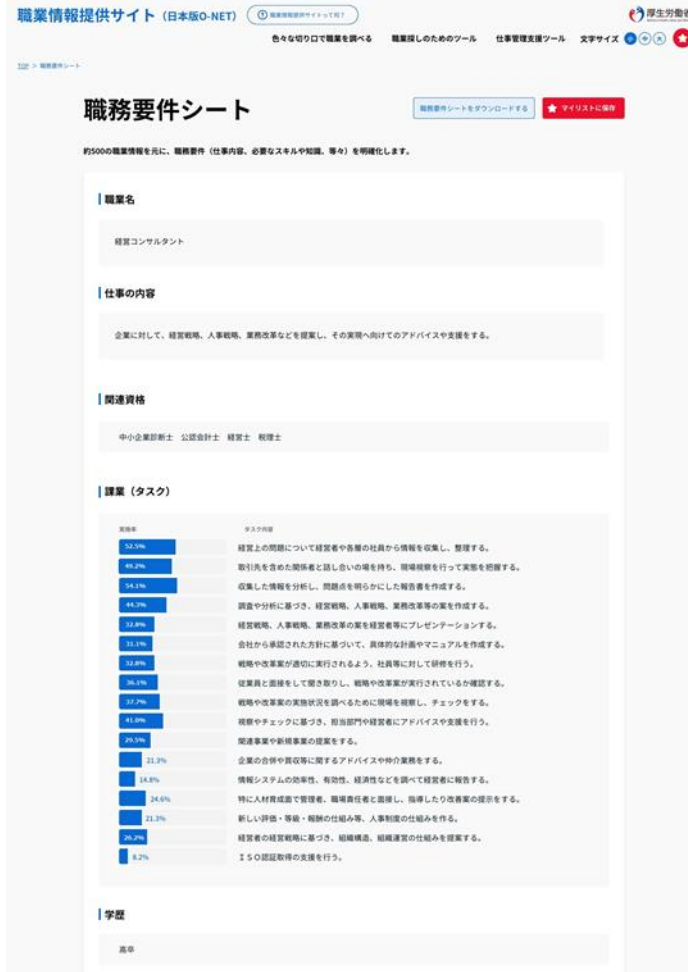 職業情報提供サイト（日本版O-NET）
職業情報提供サイトって何？
厚生労働省
色々な切り口で職業を調べる
職業探しのためのツール
仕事管理支援ツール
文字サイズ
小
中
大
TOP > 職務要件シート
職務要件シート
職務要件シートをダウンロードする
マイリストに保存
約500の職業情報を元に、職務要件（仕事内容、必要なスキルや知識、等々）を明確化します。
職業名
経営コンサルタント
仕事の内容
企業に対して、経営戦略、人事戦略、業務改革などを提案し、その実現へ向けてのアドバイスや支援をする。
関連資格
中小企業診断士 公認会計士 経営士 税理士
課業（タスク）
実施率 タスク内容
52.5% 経営上の問題について経営者や各層の社員から情報を収集し、整理する。
49.2% 取引先を含めた関係者と話し合いの場を持ち、現場視察を行って実態を把握する。
54.1% 収集した情報を分析し、問題点を明らかにした報告書を作成する。
44.3% 調査や分析に基づき、経営戦略、人事戦略、業務改革等の案を作成する。
32.8% 経営戦略、人事戦略、業務改革の案を経営者等にプレゼンテーションする。
31.1% 会社から承認された方針に基づいて、具体的な計画やマニュアルを作成する。
32.8% 戦略や改革案が適切に実行されるよう、社員等に対して研修を行う。
36.1% 従業員と面接をして聞き取りし、戦略や改革案が実行されているか確認する。
37.7% 戦略や改革案の実施状況を調べるために現場を視察し、チェックをする。
41.0% 視察やチェックに基づき、担当部門や経営者にアドバイスや支援を行う。
29.5% 関連事業や新規事業の提案をする。
21.3% 企業の合併や買収等に関するアドバイスや仲介業務をする。
14.8% 情報システムの効率性、有効性、経済性などを調べて経営者に報告する。
24.6% 特に人材育成面で管理者、職場責任者と面接し、指導したり改善案の提示をする。
21.3% 新しい評価・等級・報酬の仕組み等、人事制度の仕組みを作る。
26.2% 経営者の経営戦略に基づき、組織構造、組織運営の仕組みを提案する。
8.2% ＩＳＯ認証取得の支援を行う。
学歴
高卒